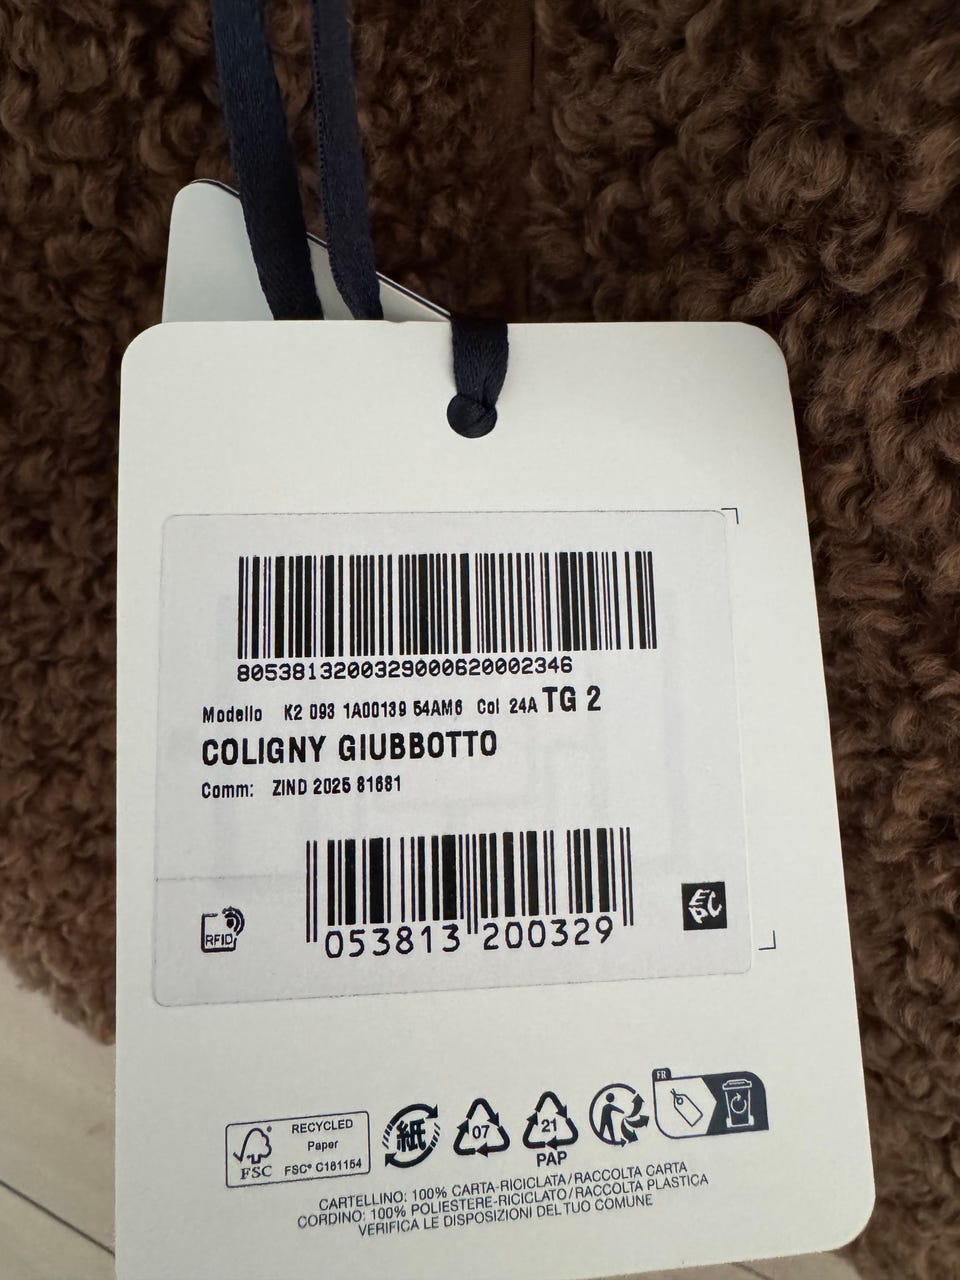 8053813200329000620002346
Modello K2 093 1A00139 54AM6 Col 24A TG 2
COLIGNY GIUBBOTTO
Comm: ZIND 2025 81681
RFID
EPC
053813 200329
FR
RECYCLED
Paper
FSC
FSC® C161154
紙
07
21
PAP
CARTELLINO: 100% CARTA-RICICLATA/RACCOLTA CARTA
CORDINO: 100% POLIESTERE-RICICLATO/RACCOLTA PLASTICA
VERIFICA LE DISPOSIZIONI DEL TUO COMUNE